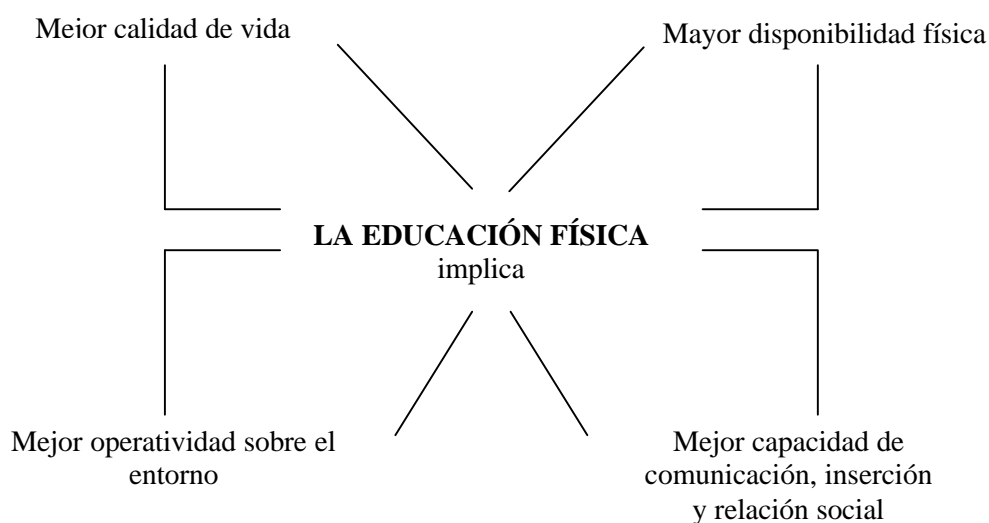 Mejor calidad de vida
Mayor disponibilidad física
LA EDUCACIÓN FÍSICA
implica
Mejor operatividad sobre el
entorno
Mejor capacidad de
comunicación, inserción
y relación social